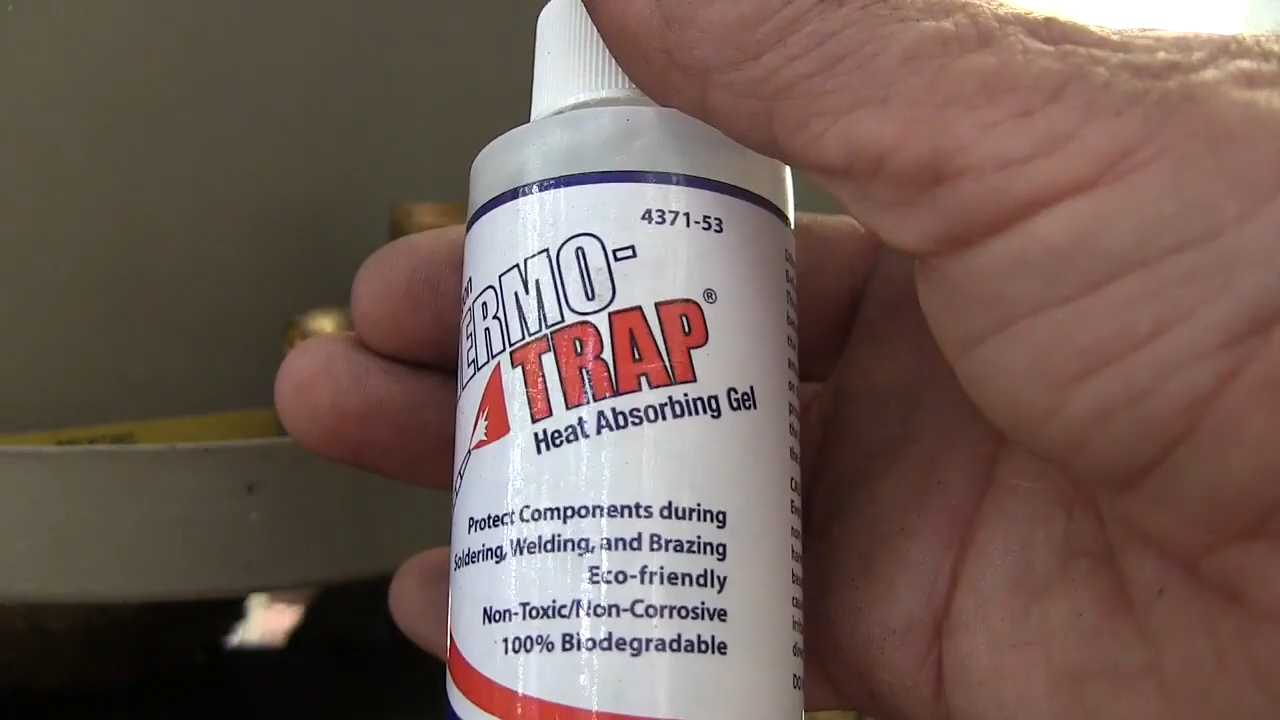 4371-53
ERMO-
TRAP®
Heat Absorbing Gel
Protect Components during
Soldering, Welding, and Brazing
Eco-friendly
Non-Toxic/Non-Corrosive
100% Biodegradable